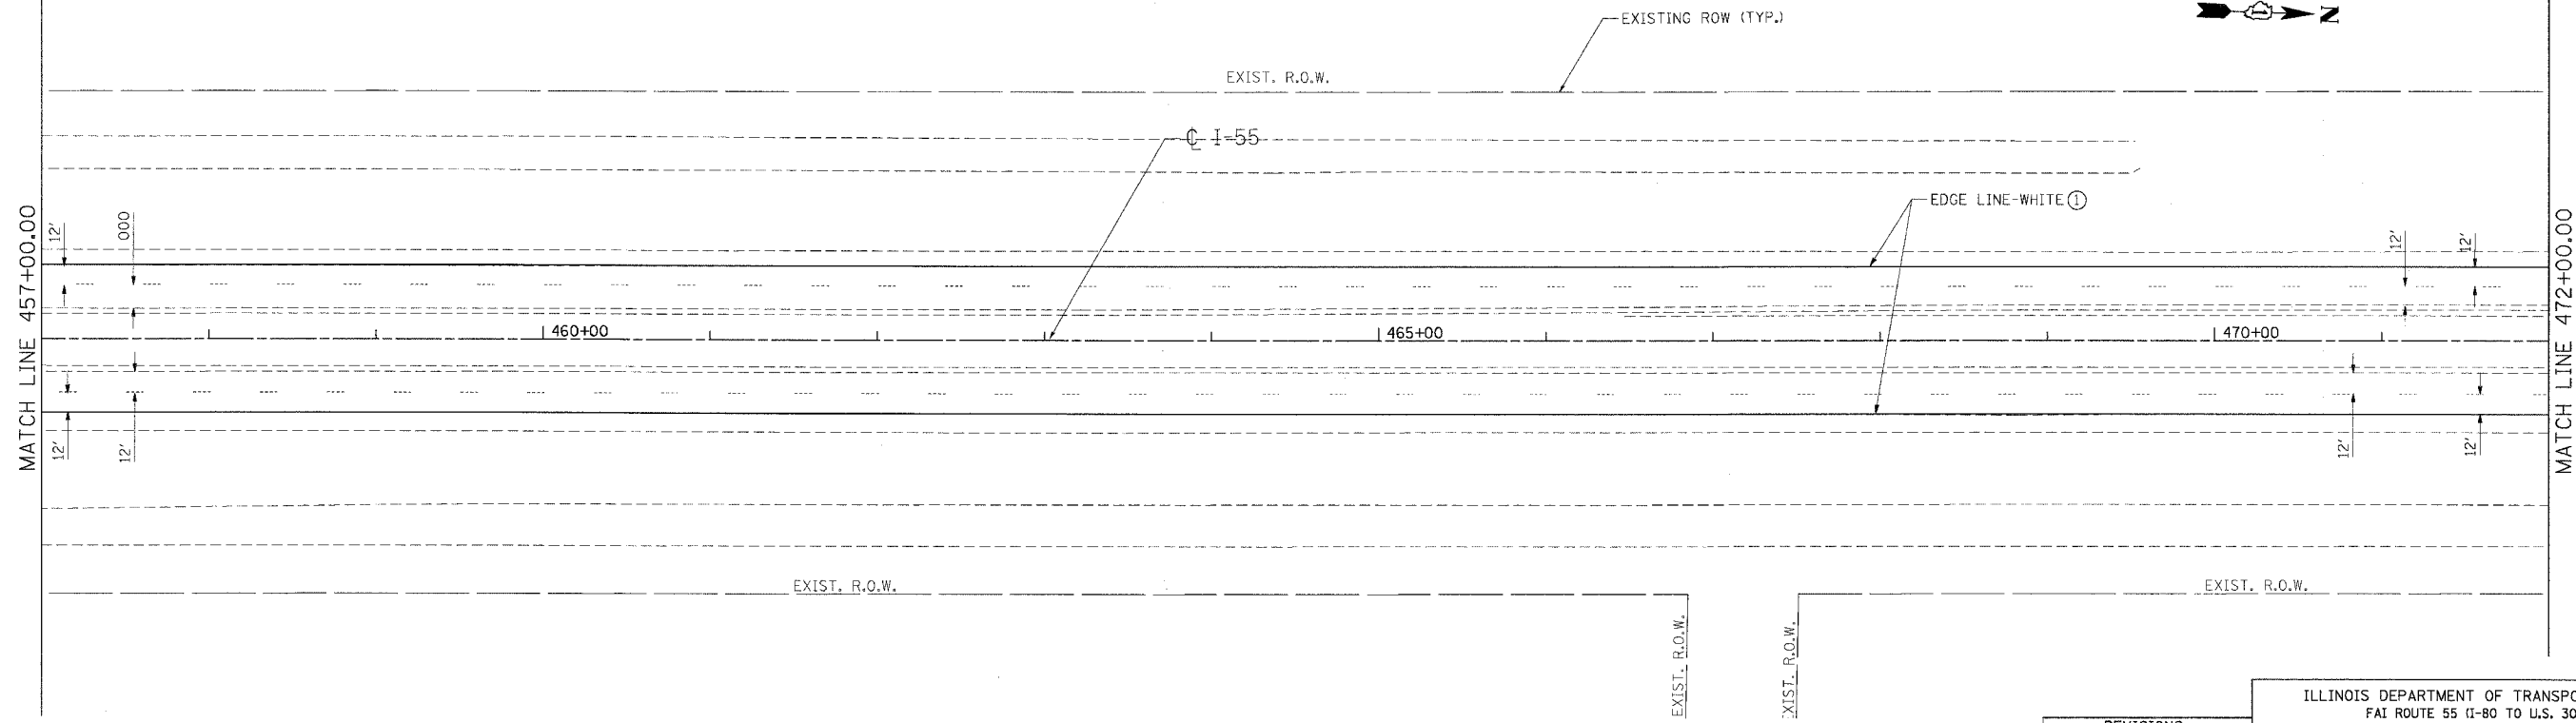 EXISTING ROW (TYP.)
N
EXIST. R.O.W.
℄ I-55
EDGE LINE-WHITE ①
MATCH LINE 457+00.00
12'
000
12'
12'
MATCH LINE 472+00.00
460+00
465+00
470+00
12'
12'
12'
12'
EXIST. R.O.W.
EXIST. R.O.W.
EXIST. R.O.W.
EXIST. R.O.W.
ILLINOIS DEPARTMENT OF TRANSPO
FAI ROUTE 55 (I-80 TO U.S. 30
REVISIONS